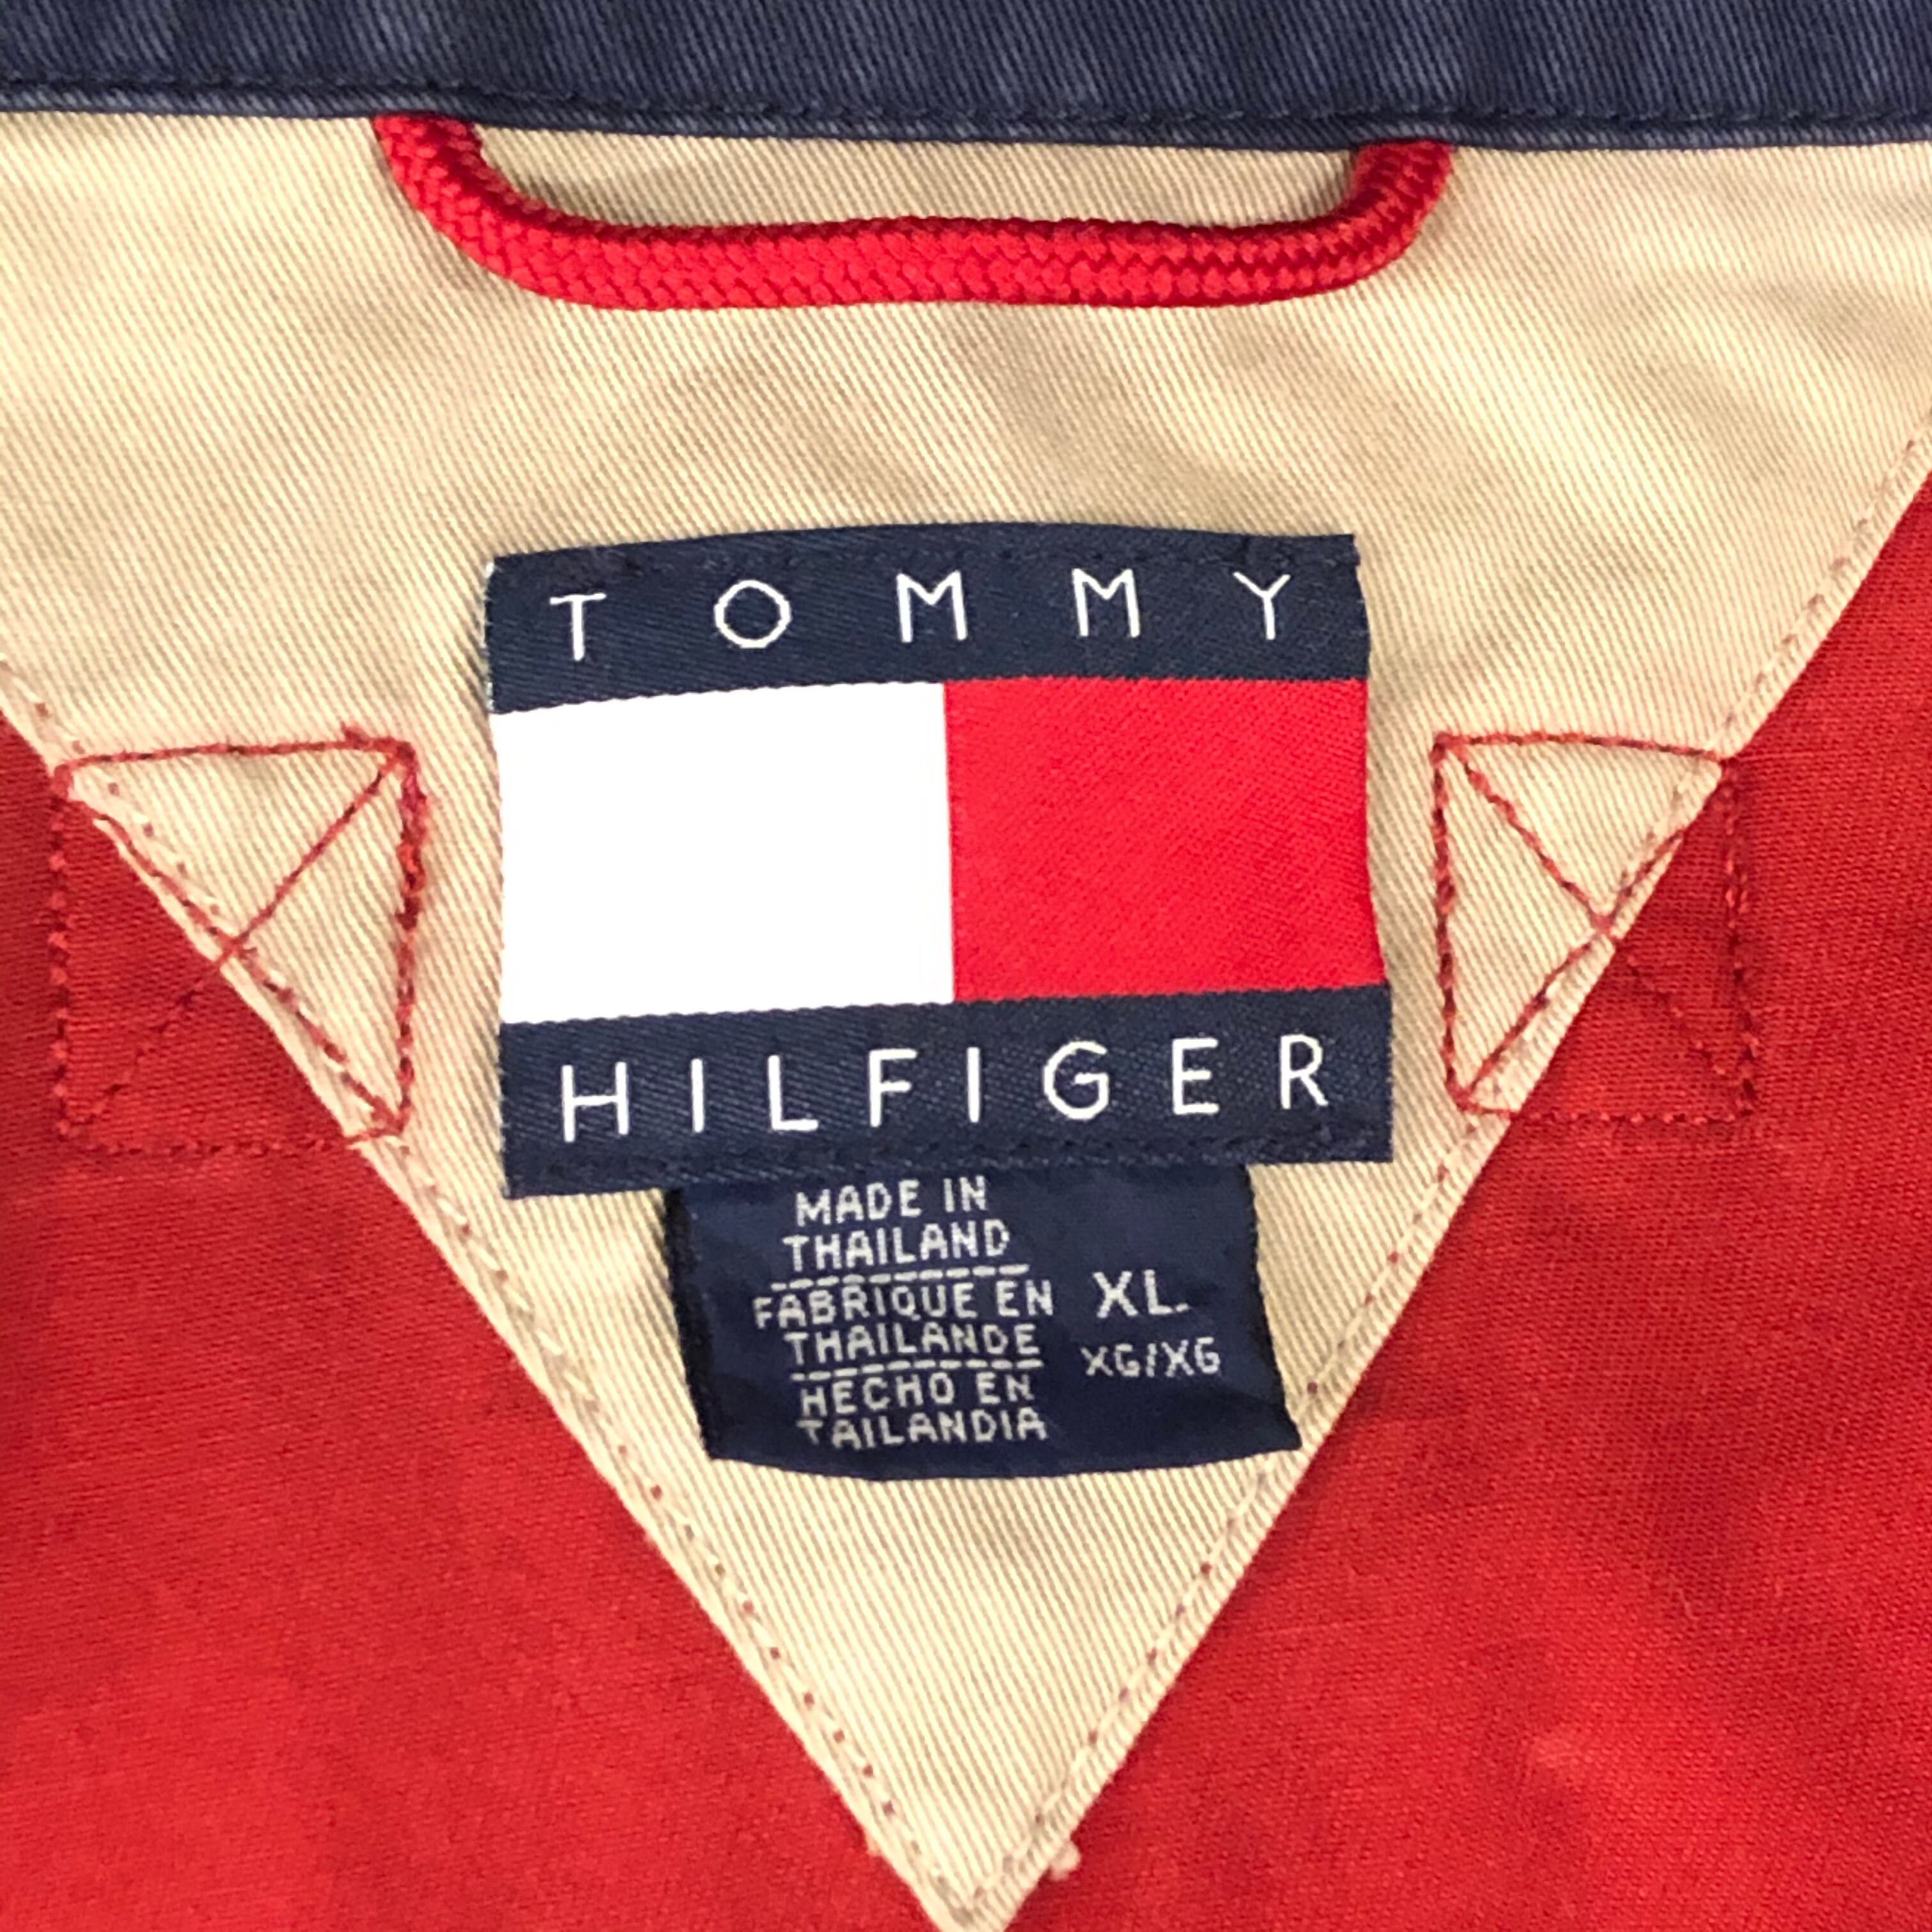 TOMMY
HILFIGER
MADE IN
THAILAND
FABRIQUE EN
THAILANDE
HECHO EN
TAILANDIA
XL
XG/XG